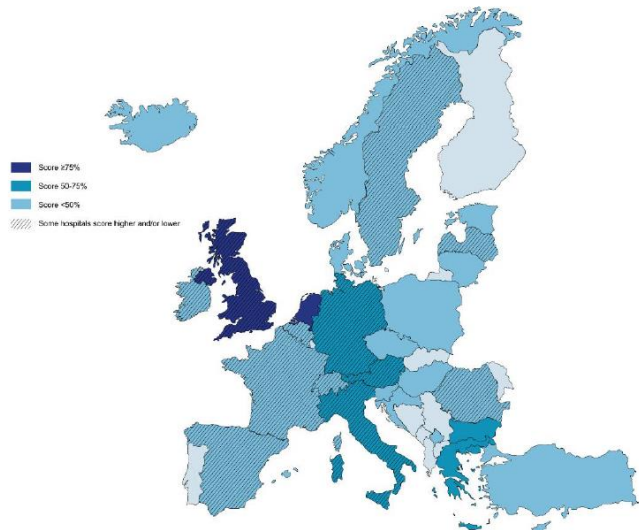 Score ≥75%
Score 50-75%
Score <50%
Some hospitals score higher and/or lower